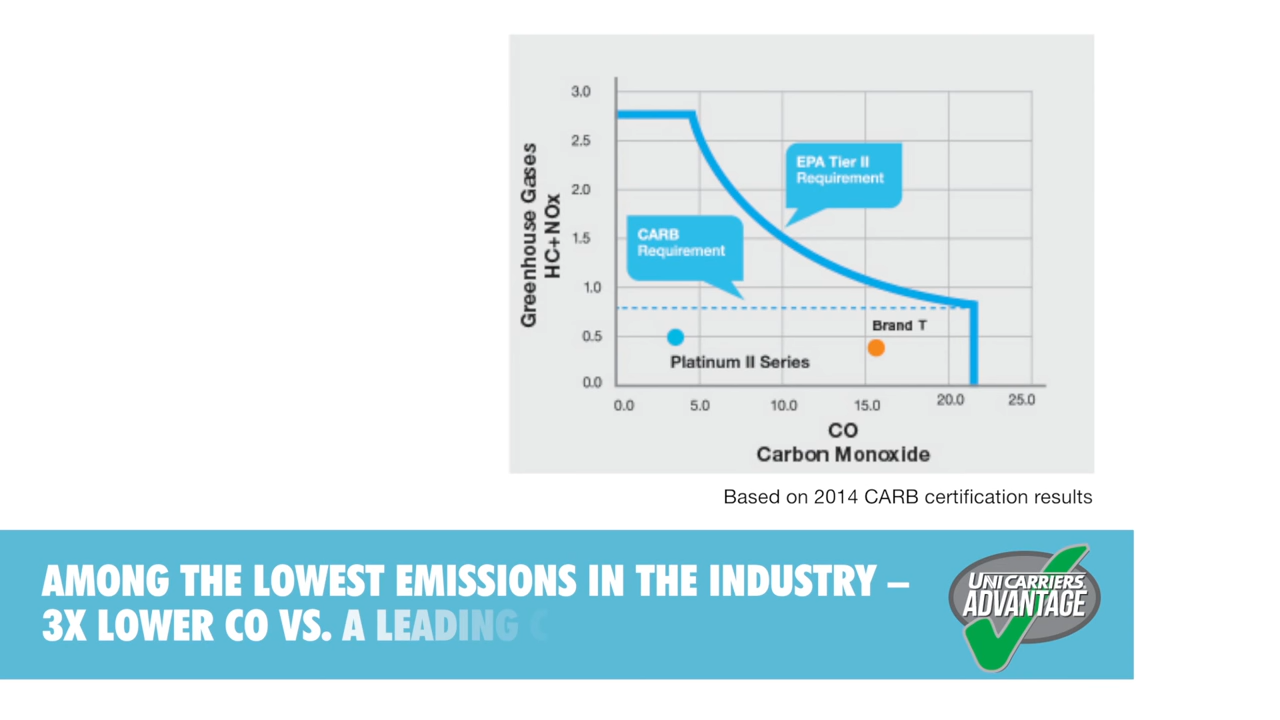 3.0
2.5
2.0
1.5
1.0
0.5
0.0
Greenhouse Gases
HC+NOx
EPA Tier II
Requirement
CARB
Requirement
Brand T
Platinum II Series
0.0 5.0 10.0 15.0 20.0 25.0
CO
Carbon Monoxide
Based on 2014 CARB certification results
AMONG THE LOWEST EMISSIONS IN THE INDUSTRY –
3X LOWER CO VS. A LEADING C
UNICARRIERS
ADVANTAGE